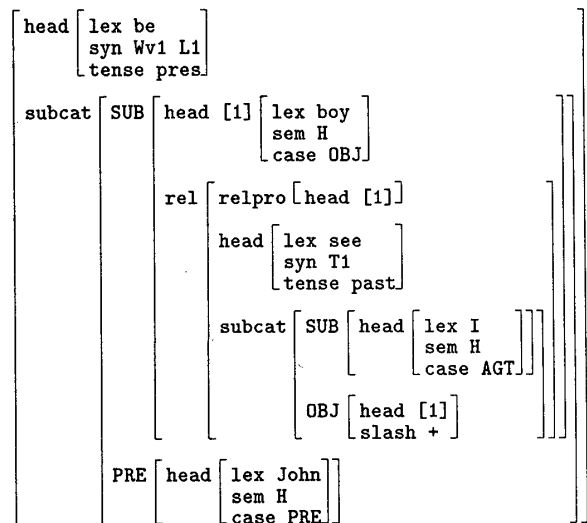 head lex be
syn Wv1 L1
tense pres
subcat SUB head [1] lex boy
sem H
case OBJ
rel relpro head [1]
head lex see
syn T1
tense past
subcat SUB head lex I
sem H
case AGT
OBJ head [1]
slash +
PRE head lex John
sem H
case PRE